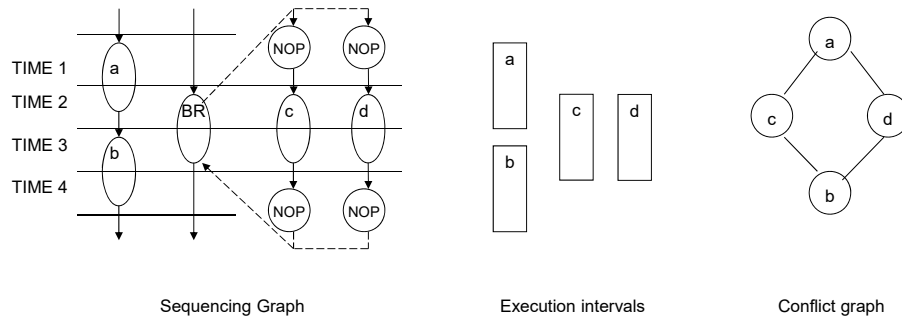 NOP NOP
a
TIME 1
a
TIME 2
BR c d
c d
a
c d
TIME 3
b
b
b
TIME 4
NOP NOP
Sequencing Graph
Execution intervals
Conflict graph